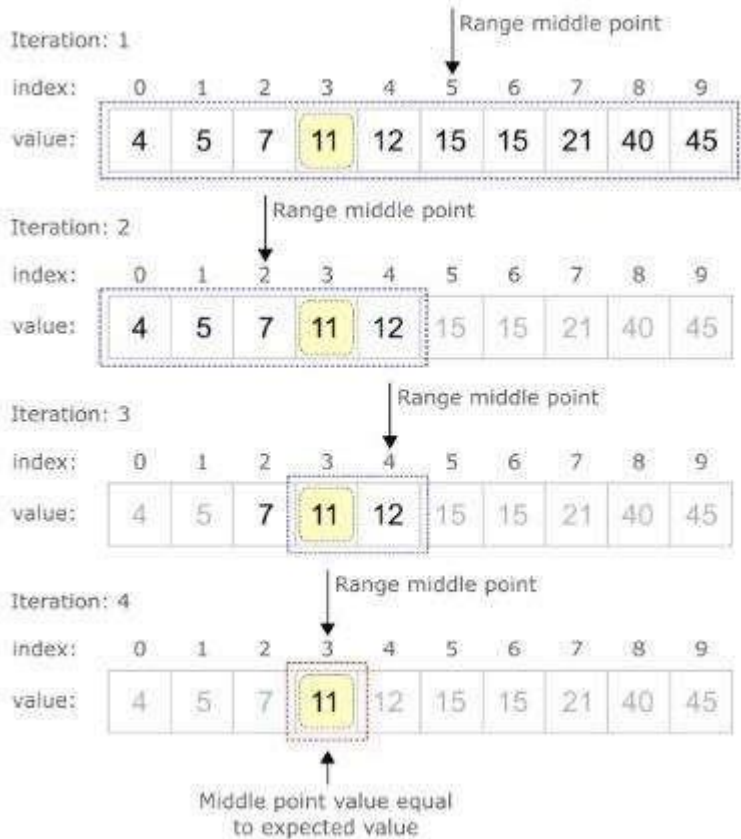 Range middle point
Iteration: 1
index: 0 1 2 3 4 5 6 7 8 9
value: 4 5 7 11 12 15 15 21 40 45
Range middle point
Iteration: 2
index: 0 1 2 3 4 5 6 7 8 9
value: 4 5 7 11 12 15 15 21 40 45
Range middle point
Iteration: 3
index: 0 1 2 3 4 5 6 7 8 9
value: 4 5 7 11 12 15 15 21 40 45
Range middle point
Iteration: 4
index: 0 1 2 3 4 5 6 7 8 9
value: 4 5 7 11 12 15 15 21 40 45
Middle point value equal
to expected value